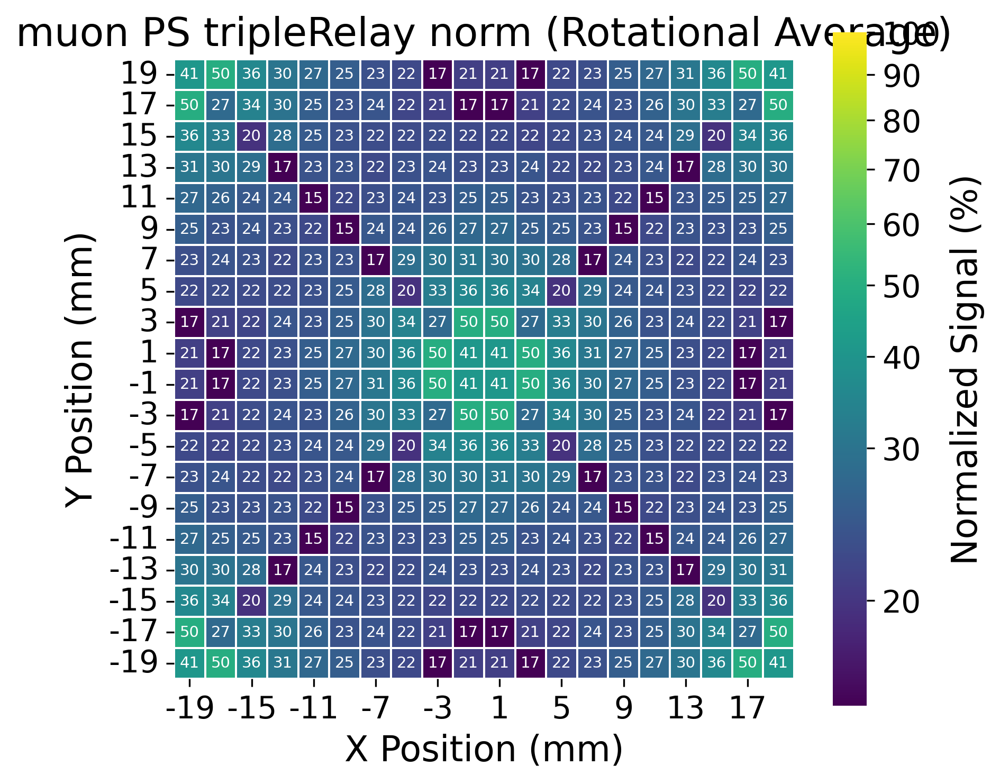 muon PS tripleRelay norm (Rotational Average)
100
19 41 50 36 30 27 25 23 22 17 21 21 17 22 23 25 27 31 36 50 41 90
17 50 27 34 30 25 23 24 22 21 17 17 21 22 24 23 26 30 33 27 50
15 36 33 20 28 25 23 22 22 22 22 22 22 22 23 24 24 29 20 34 36 80
13 31 30 29 17 23 23 22 23 24 23 23 24 22 22 23 24 17 28 30 30 70
11 27 26 24 24 15 22 23 24 23 25 25 23 23 23 22 15 23 25 25 27
9 25 23 24 23 22 15 24 24 26 27 27 25 25 23 15 22 23 23 23 25 60
7 23 24 23 22 23 23 17 29 30 31 30 30 28 17 24 23 22 22 24 23
5 22 22 22 22 23 25 28 20 33 36 36 34 20 29 24 24 23 22 22 22 50
3 17 21 22 24 23 25 30 34 27 50 50 27 33 30 26 23 24 22 21 17
1 21 17 22 23 25 27 30 36 50 41 41 50 36 31 27 25 23 22 17 21 40
-1 21 17 22 23 25 27 31 36 50 41 41 50 36 30 27 25 23 22 17 21
-3 17 21 22 24 23 26 30 33 27 50 50 27 34 30 25 23 24 22 21 17
-5 22 22 22 23 24 24 29 20 34 36 36 33 20 28 25 23 22 22 22 22 30
-7 23 24 22 22 23 24 17 28 30 30 31 30 29 17 23 23 22 23 24 23
-9 25 23 23 23 22 15 23 25 25 27 27 26 24 24 15 22 23 24 23 25
-11 27 25 25 23 15 22 23 23 23 25 25 23 24 23 22 15 24 24 26 27
-13 30 30 28 17 24 23 22 22 24 23 23 24 23 22 23 23 17 29 30 31
-15 36 34 20 29 24 24 23 22 22 22 22 22 22 22 23 25 28 20 33 36 20
-17 50 27 33 30 26 23 24 22 21 17 17 21 22 24 23 25 30 34 27 50
-19 41 50 36 31 27 25 23 22 17 21 21 17 22 23 25 27 30 36 50 41
-19 -15 -11 -7 -3 1 5 9 13 17
X Position (mm)
Y Position (mm)
Normalized Signal (%)